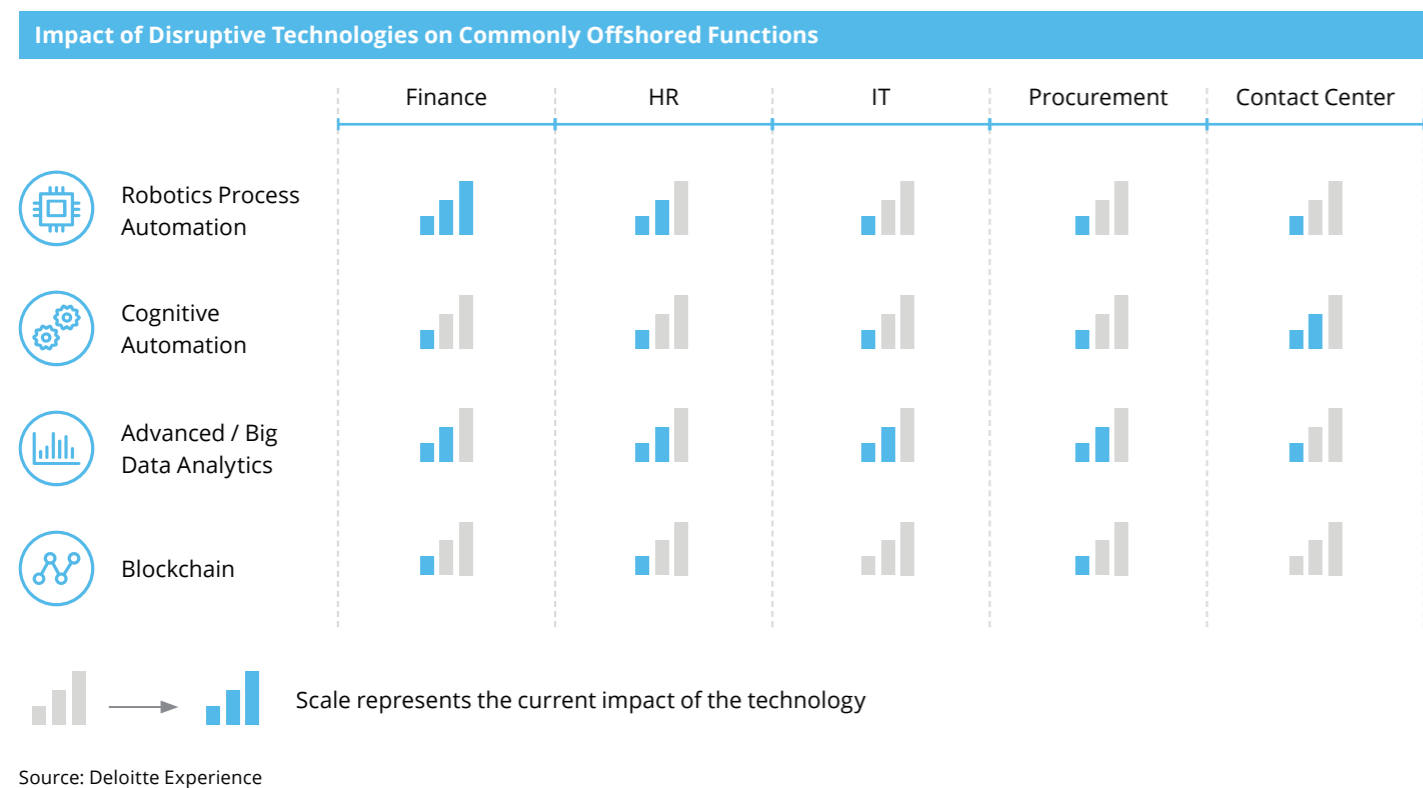 Impact of Disruptive Technologies on Commonly Offshored Functions
Finance HR IT Procurement Contact Center
Robotics Process
Automation
Cognitive
Automation
Advanced / Big
Data Analytics
Blockchain
Scale represents the current impact of the technology
Source: Deloitte Experience